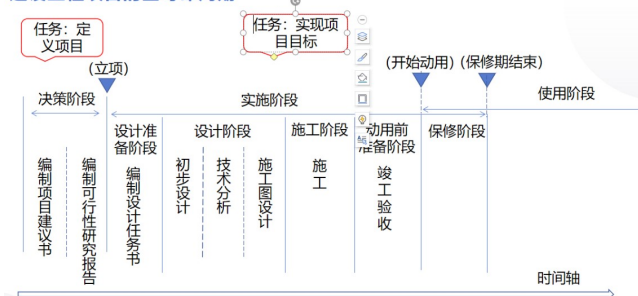 任务：定
义项目
任务：实现项
目目标
(立项)
(开始动用)
(保修期结束)
决策阶段
实施阶段
使用阶段
设计准
备阶段
设计阶段
施工阶段
动用前
准备阶段
保修阶段
编制项目建议书
编制可行性研究报告
编制设计任务书
初步设计
技术分析
施工图设计
施工
竣工验收
时间轴